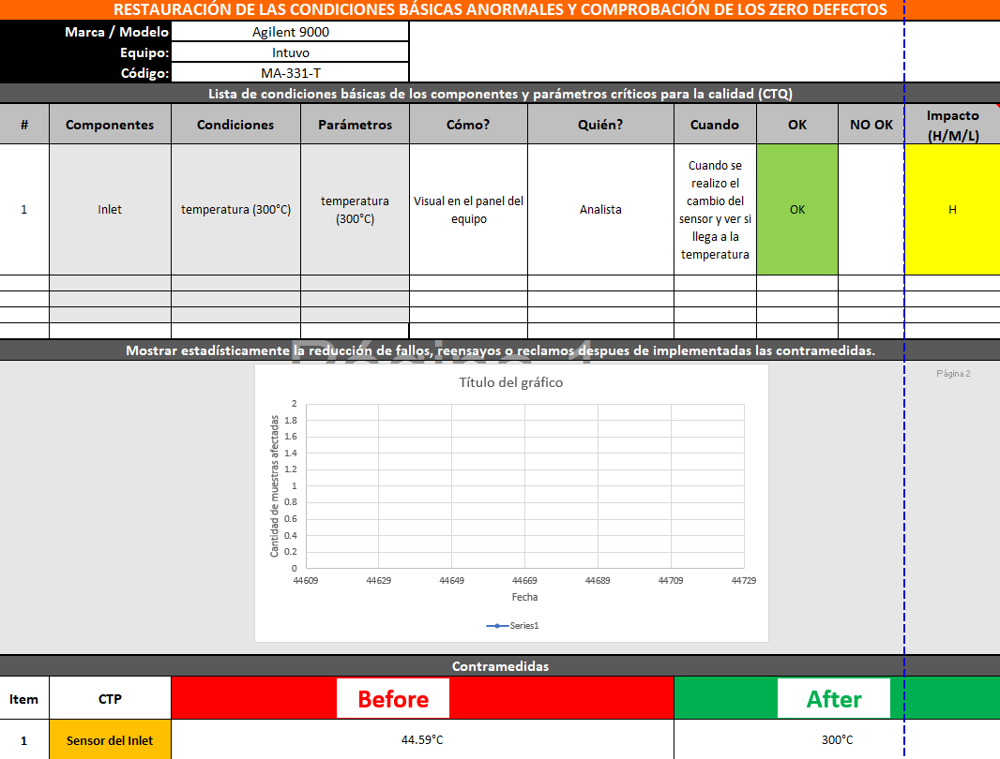 RESTAURACIÓN DE LAS CONDICIONES BÁSICAS ANORMALES Y COMPROBACIÓN DE LOS ZERO DEFECTOS
Marca / Modelo Agilent 9000
Equipo: Intuvo
Código: MA-331-T
Lista de condiciones básicas de los componentes y parámetros críticos para la calidad (CTQ)
# Componentes Condiciones Parámetros Cómo? Quién? Cuando OK NO OK Impacto
(H/M/L)
1 Inlet temperatura (300°C)
temperatura
(300°C)
Visual en el panel del
equipo
Analista
Cuando se
realizo el
cambio del
sensor y ver si
llega a la
temperatura
OK
H
Página 1
Mostrar estadísticamente la reducción de fallos, reensayos o reclamos despues de implementadas las contramedidas.
Página 2
Título del gráfico
Cantidad de muestras afectadas
2
1.8
1.6
1.4
1.2
1
0.8
0.6
0.4
0.2
0
44609 44629 44649 44669 44689 44709 44729
Fecha
Series1
Contramedidas
Item CTP Before After
1 Sensor del Inlet 44.59°C 300°C